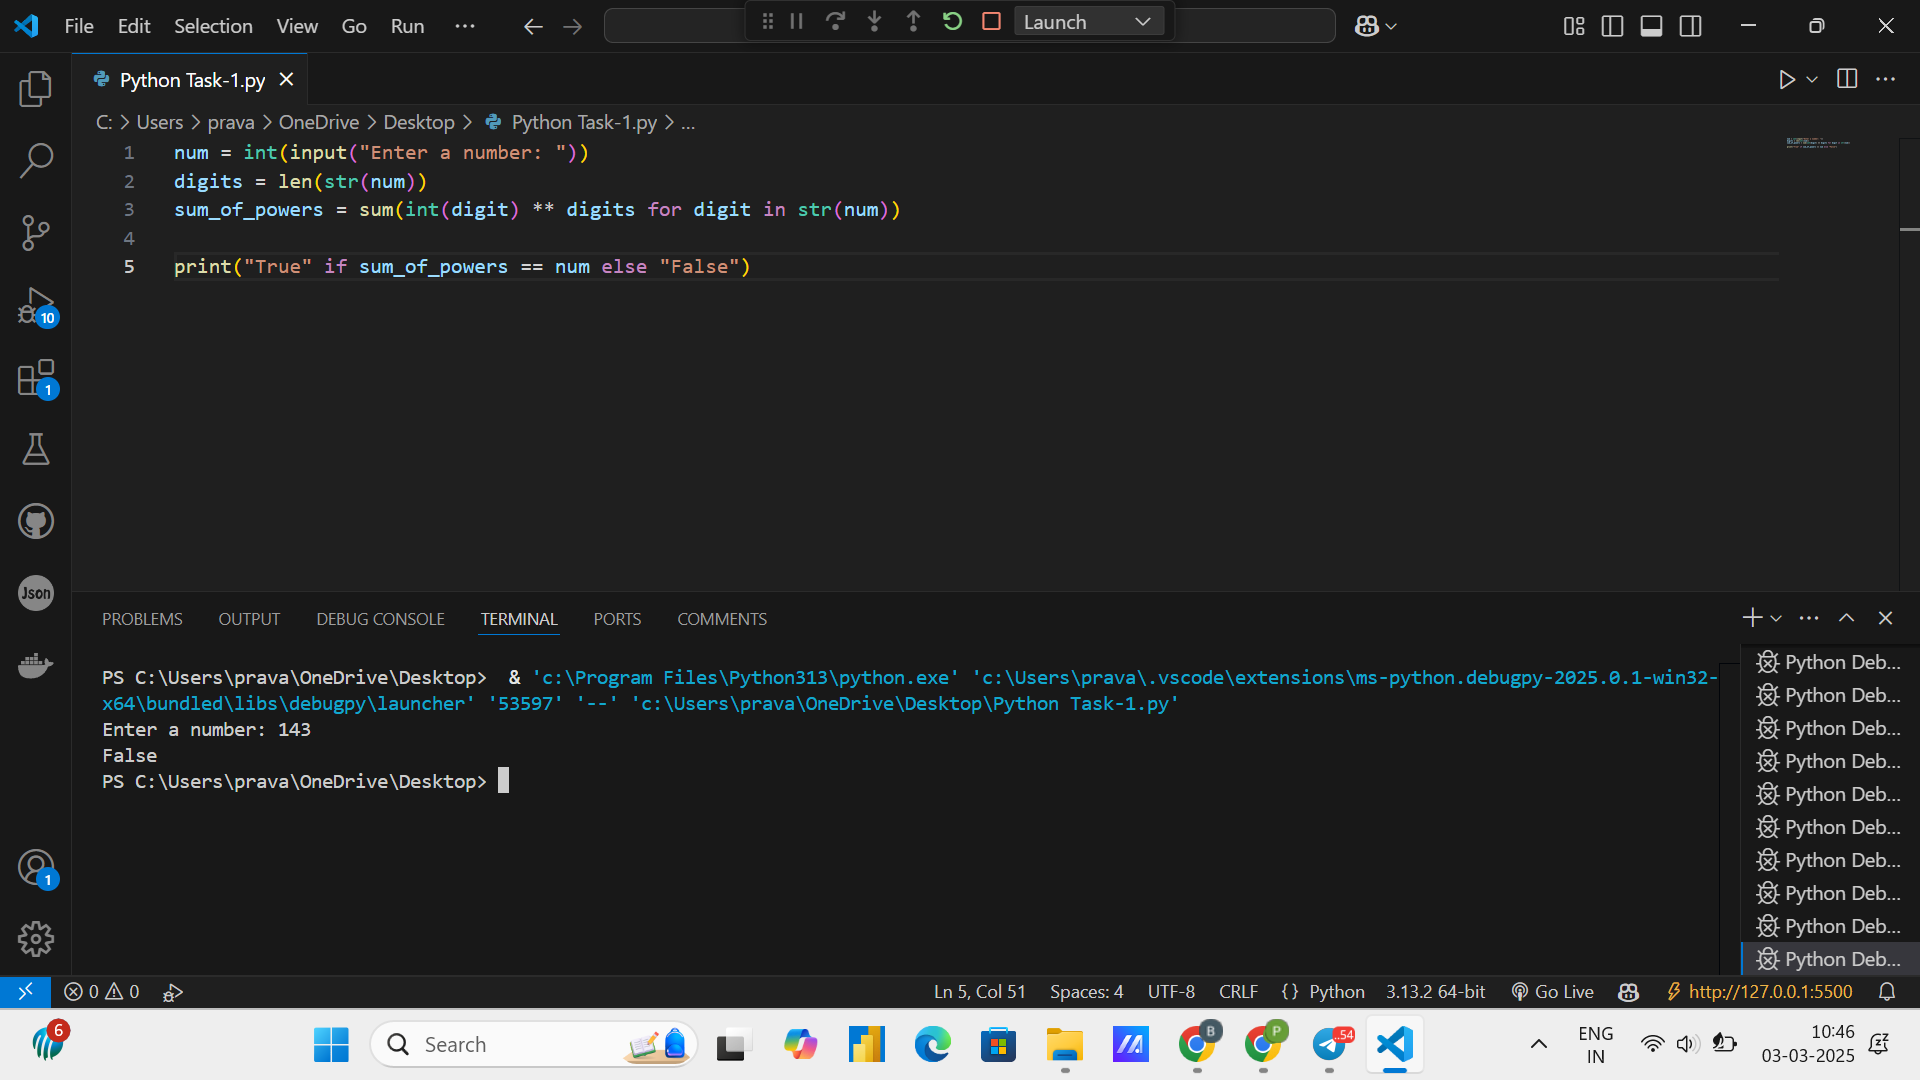 File Edit Selection View Go Run ...
Launch
Python Task-1.py
C: > Users > prava > OneDrive > Desktop > Python Task-1.py > ...
1 num = int(input("Enter a number: "))
2 digits = len(str(num))
3 sum_of_powers = sum(int(digit) ** digits for digit in str(num))
4
5 print("True" if sum_of_powers == num else "False")
10
1
Json
1
PROBLEMS OUTPUT DEBUG CONSOLE TERMINAL PORTS COMMENTS
PS C:\Users\prava\OneDrive\Desktop>  & 'c:\Program Files\Python313\python.exe' 'c:\Users\prava\.vscode\extensions\ms-python.debugpy-2025.0.1-win32-
x64\bundled\libs\debugpy\launcher' '53597' '--' 'c:\Users\prava\OneDrive\Desktop\Python Task-1.py'
Enter a number: 143
False
PS C:\Users\prava\OneDrive\Desktop>
Python Deb...
Python Deb...
Python Deb...
Python Deb...
Python Deb...
Python Deb...
Python Deb...
Python Deb...
Python Deb...
Python Deb...
0 0 Ln 5, Col 51 Spaces: 4 UTF-8 CRLF {} Python 3.13.2 64-bit Go Live http://127.0.0.1:5500
6
Search
B
P
54
ENG
IN
10:46
03-03-2025